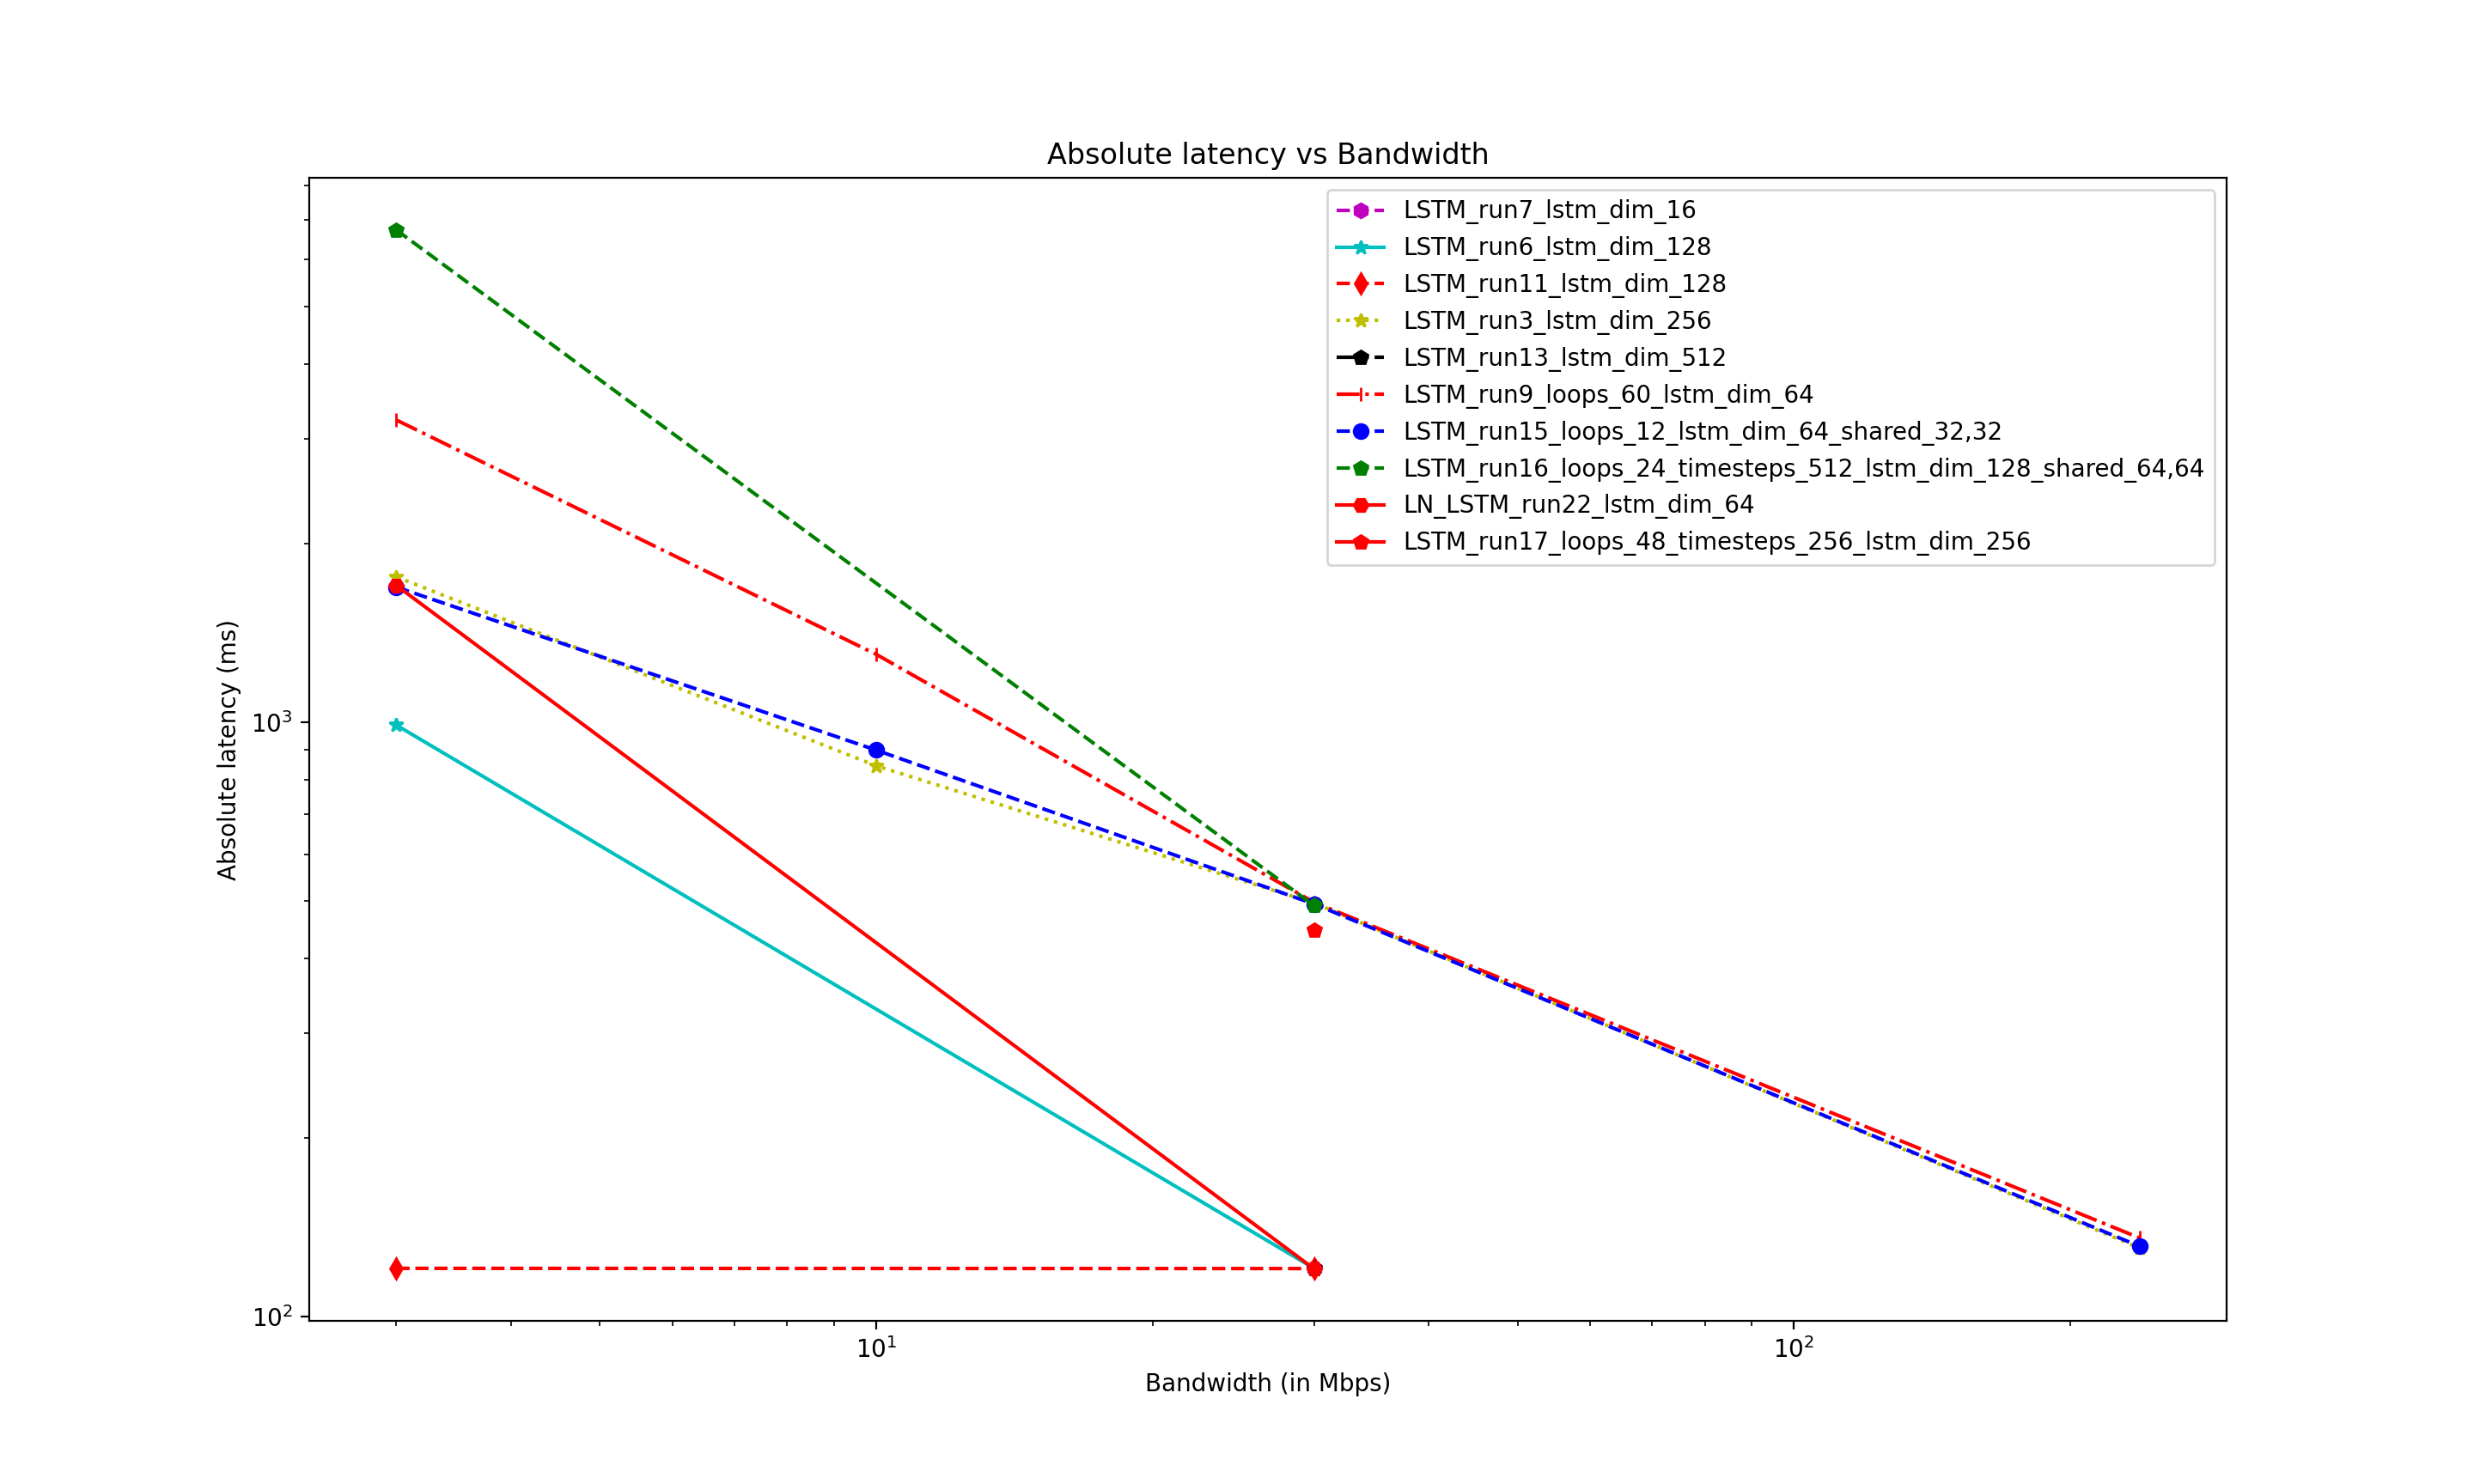 Absolute latency vs Bandwidth
LSTM_run7_lstm_dim_16
LSTM_run6_lstm_dim_128
LSTM_run11_lstm_dim_128
LSTM_run3_lstm_dim_256
LSTM_run13_lstm_dim_512
LSTM_run9_loops_60_lstm_dim_64
LSTM_run15_loops_12_lstm_dim_64_shared_32,32
LSTM_run16_loops_24_timesteps_512_lstm_dim_128_shared_64,64
LN_LSTM_run22_lstm_dim_64
LSTM_run17_loops_48_timesteps_256_lstm_dim_256
Absolute latency (ms)
10³
10²
10¹
10²
Bandwidth (in Mbps)